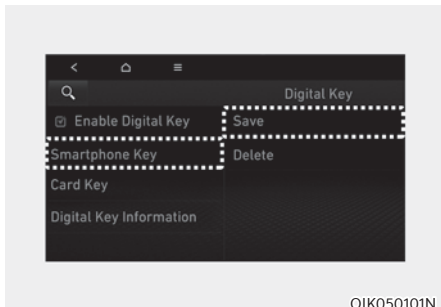 Digital Key
Enable Digital Key
Save
Smartphone Key
Delete
Card Key
Digital Key Information
OIK050101N